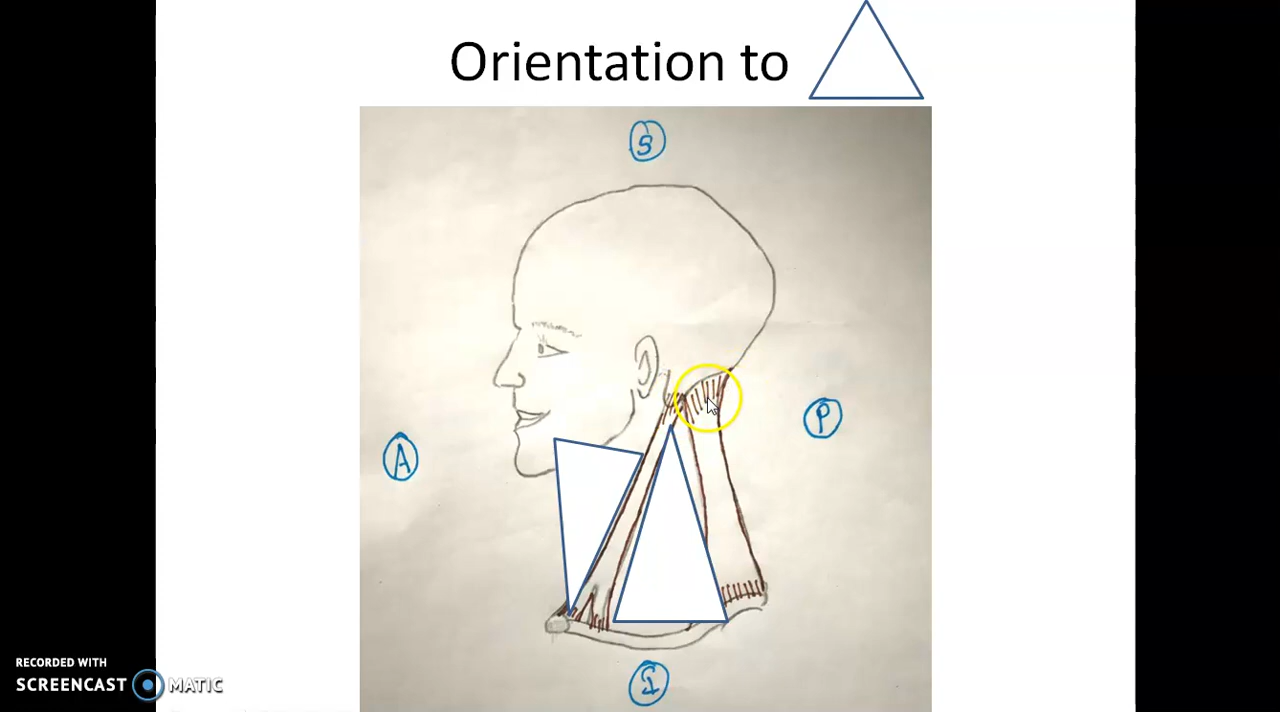 Orientation to
S
A
P
I
RECORDED WITH
SCREENCAST MATIC